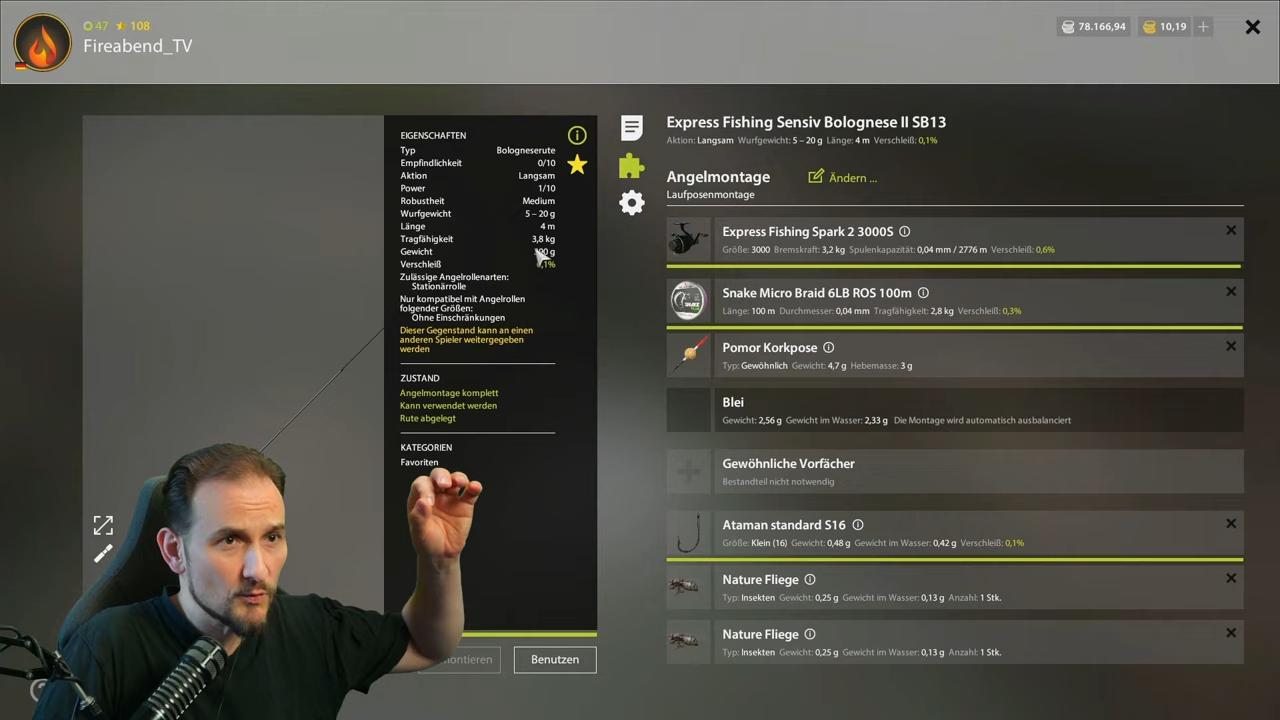 47 108
Fireabend_TV
78.166,94
10,19
EIGENSCHAFTEN
Typ Bologneserute
Empfindlichkeit 0/10
Aktion Langsam
Power 1/10
Robustheit Medium
Wurfgewicht 5 – 20 g
Länge 4 m
Tragfähigkeit 3,8 kg
Gewicht g
Verschleiß ,1%
Zulässige Angelrollenarten:
Stationärrolle
Nur kompatibel mit Angelrollen
folgender Größen:
Ohne Einschränkungen
Dieser Gegenstand kann an einen
anderen Spieler weitergegeben
werden
ZUSTAND
Angelmontage komplett
Kann verwendet werden
Rute abgelegt
KATEGORIEN
Favoriten
Benutzen
Express Fishing Sensiv Bolognese II SB13
Aktion: Langsam Wurfgewicht: 5 – 20 g Länge: 4 m Verschleiß: 0,1%
Angelmontage
Ändern ...
Laufposenmontage
Express Fishing Spark 2 3000S
Größe: 3000 Bremskraft: 3,2 kg Spulenkapazität: 0,04 mm / 2776 m Verschleiß: 0,6%
Snake Micro Braid 6LB ROS 100m
Länge: 100 m Durchmesser: 0,04 mm Tragfähigkeit: 2,8 kg Verschleiß: 0,3%
Pomor Korkpose
Typ: Gewöhnlich Gewicht: 4,7 g Hebemasse: 3 g
Blei
Gewicht: 2,56 g Gewicht im Wasser: 2,33 g Die Montage wird automatisch ausbalanciert
Gewöhnliche Vorfächer
Bestandteil nicht notwendig
Ataman standard S16
Größe: Klein (16) Gewicht: 0,48 g Gewicht im Wasser: 0,42 g Verschleiß: 0,1%
Nature Fliege
Typ: Insekten Gewicht: 0,25 g Gewicht im Wasser: 0,13 g Anzahl: 1 Stk.
Nature Fliege
Typ: Insekten Gewicht: 0,25 g Gewicht im Wasser: 0,13 g Anzahl: 1 Stk.